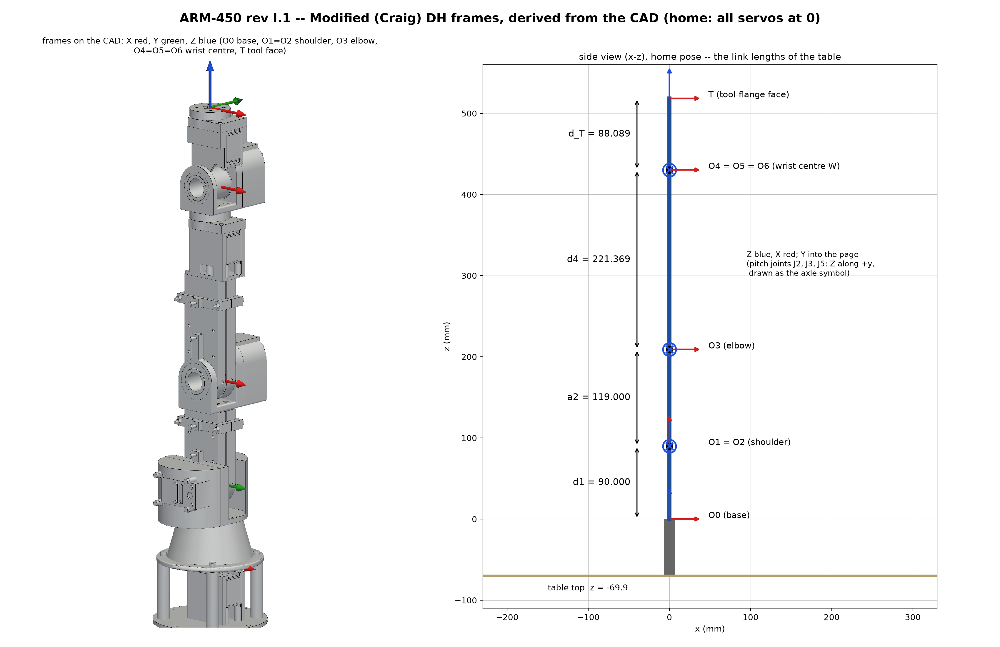 ARM-450 rev I.1 -- Modified (Craig) DH frames, derived from the CAD (home: all servos at 0)
frames on the CAD: X red, Y green, Z blue (O0 base, O1=O2 shoulder, O3 elbow,
O4=O5=O6 wrist centre, T tool face)
side view (x-z), home pose -- the link lengths of the table
T (tool-flange face)
500
d_T = 88.089
O4 = O5 = O6 (wrist centre W)
400
d4 = 221.369
Z blue, X red; Y into the page
(pitch joints J2, J3, J5: Z along +y,
drawn as the axle symbol)
300
z (mm)
O3 (elbow)
200
a2 = 119.000
100
O1 = O2 (shoulder)
d1 = 90.000
O0 (base)
0
table top  z = -69.9
−100
−200
−100
0
100
200
300
x (mm)